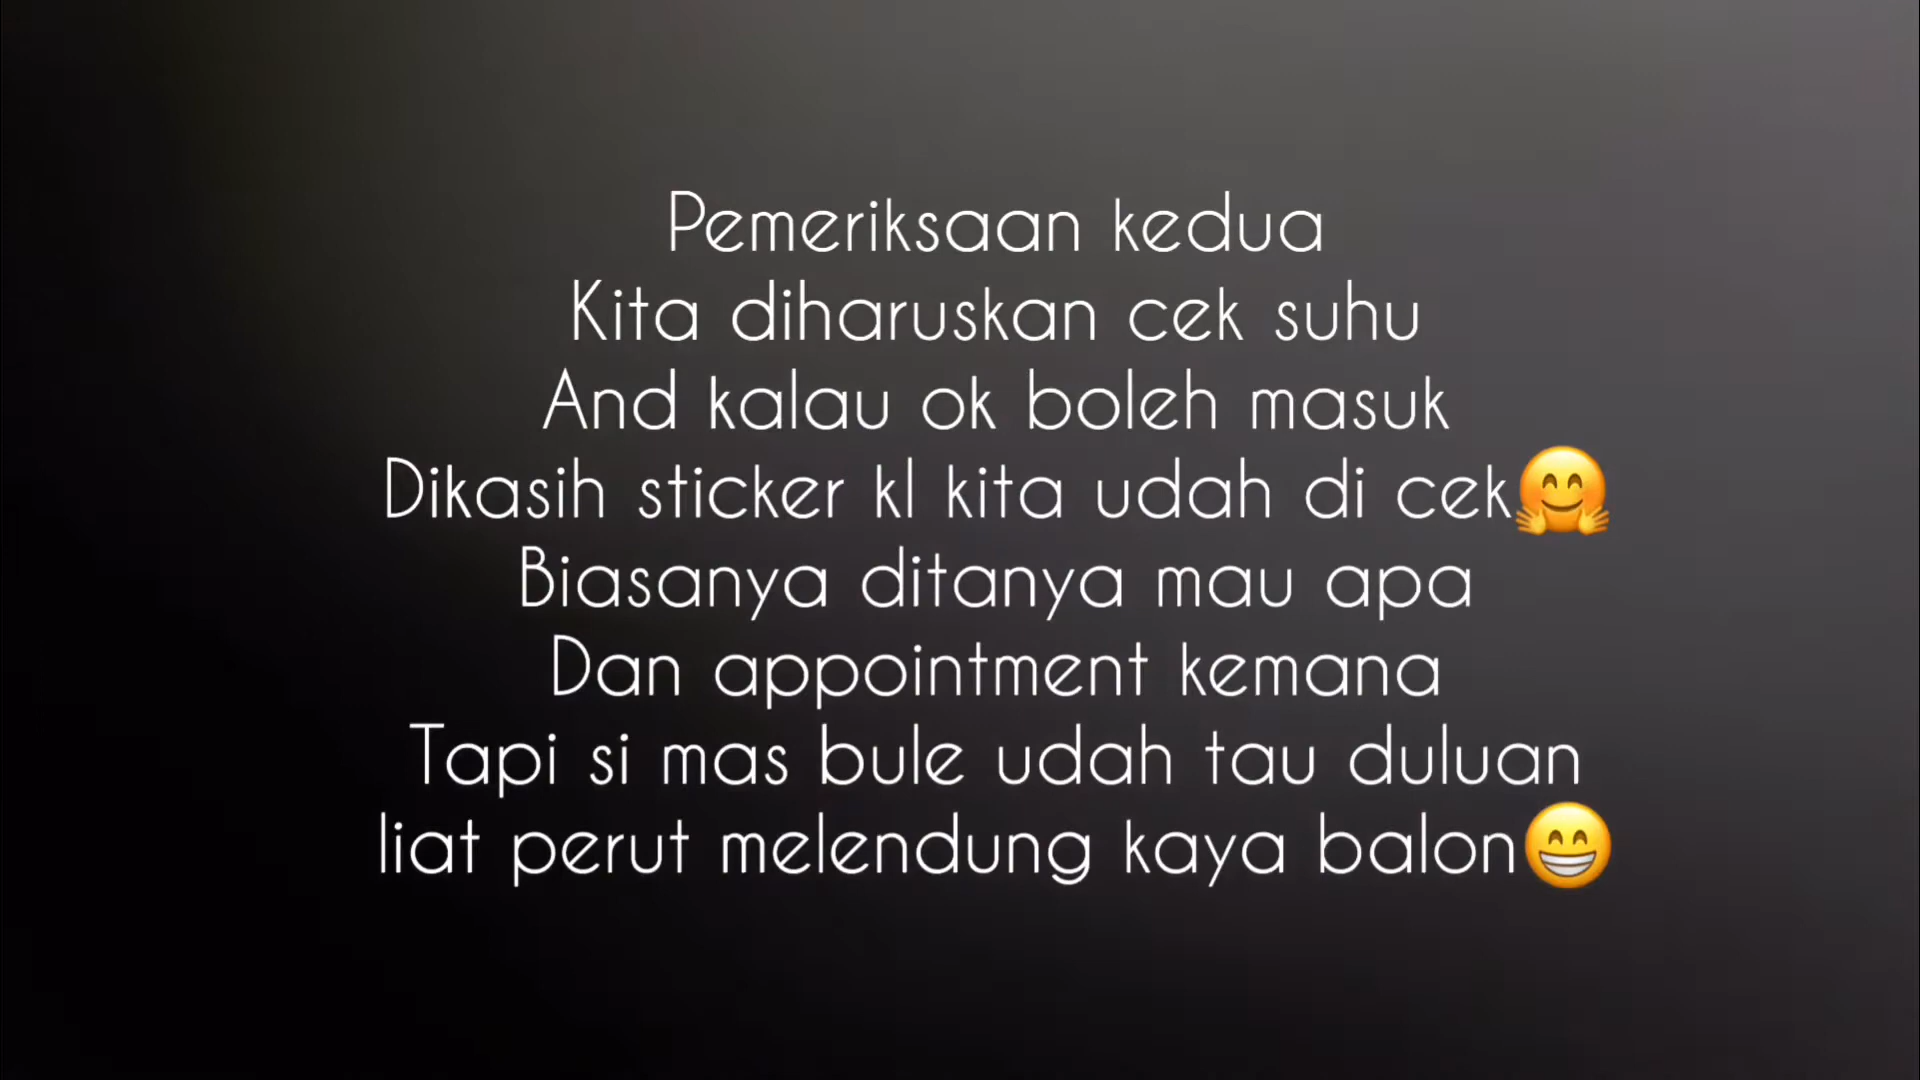 Pemeriksaan kedua
Kita diharuskan cek suhu
And kalau ok boleh masuk
Dikasih sticker kl kita udah di cek🤗
Biasanya ditanya mau apa
Dan appointment kemana
Tapi si mas bule udah tau duluan
liat perut melendung kaya balon😁